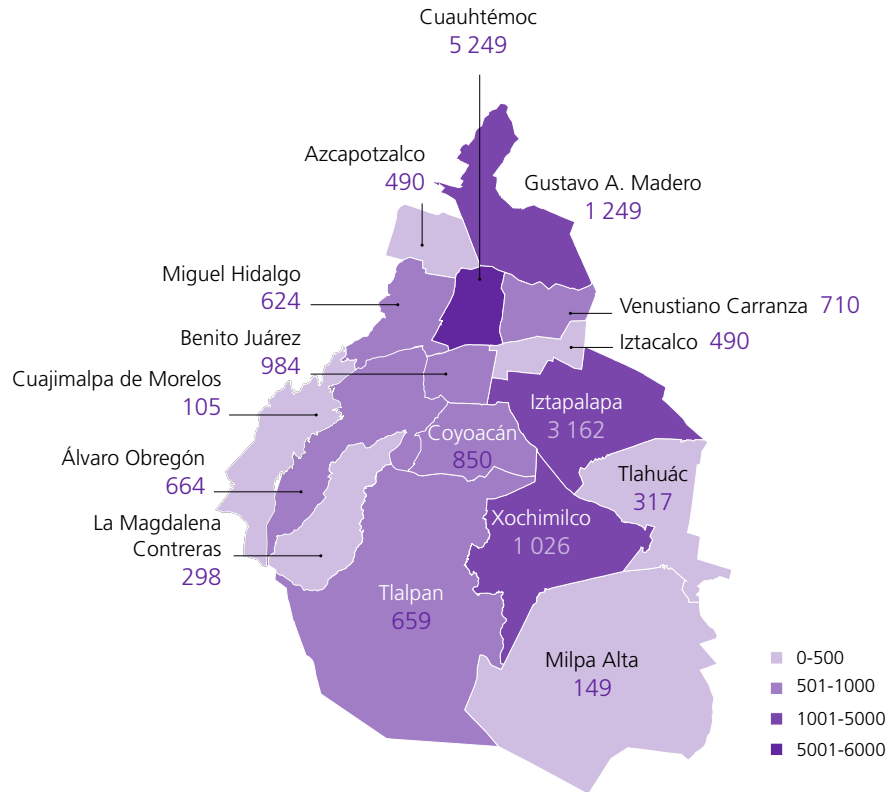 Cuauhtémoc
5 249
Azcapotzalco
490
Gustavo A. Madero
1 249
Miguel Hidalgo
624
Venustiano Carranza 710
Benito Juárez
984
Iztacalco 490
Cuajimalpa de Morelos
105
Iztapalapa
3 162
Coyoacán
850
Álvaro Obregón
664
Tlahuác
317
La Magdalena
Contreras
298
Xochimilco
1 026
Tlalpan
659
Milpa Alta
149
0-500
501-1000
1001-5000
5001-6000